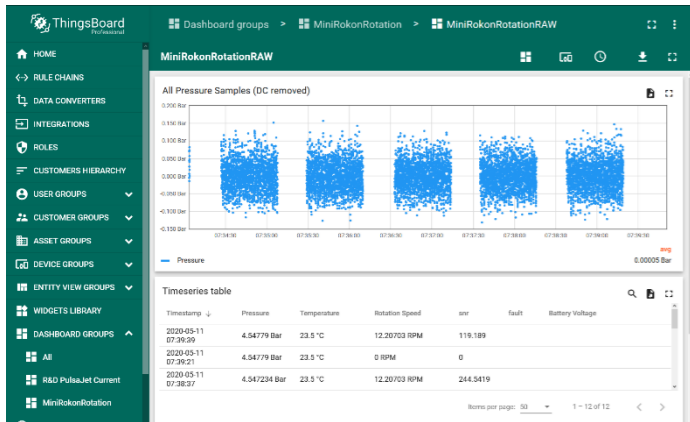 ThingsBoard
Professional
Dashboard groups > MiniRokonRotation > MiniRokonRotationRAW
HOME
RULE CHAINS
DATA CONVERTERS
INTEGRATIONS
ROLES
CUSTOMERS HIERARCHY
USER GROUPS
CUSTOMER GROUPS
ASSET GROUPS
DEVICE GROUPS
ENTITY VIEW GROUPS
WIDGETS LIBRARY
DASHBOARD GROUPS
All
R&D PulsaJet Current
MiniRokonRotation
MiniRokonRotationRAW
All Pressure Samples (DC removed)
0.200 Bar
0.150 Bar
0.100 Bar
0.050 Bar
0.000 Bar
-0.050 Bar
-0.100 Bar
-0.150 Bar
07:34:30 07:35:00 07:35:30 07:36:00 07:36:30 07:37:00 07:37:30 07:38:00 07:38:30 07:39:00 07:39:30
avg
Pressure 0.00005 Bar
Timeseries table
Timestamp Pressure Temperature Rotation Speed snr fault Battery Voltage
2020-05-11 07:39:39 4.54779 Bar 23.5 °C 12.20703 RPM 119.189
2020-05-11 07:39:21 4.54779 Bar 23.5 °C 0 RPM 0
2020-05-11 07:38:37 4.547234 Bar 23.5 °C 12.20703 RPM 244.5419
Items per page: 50 1 – 12 of 12